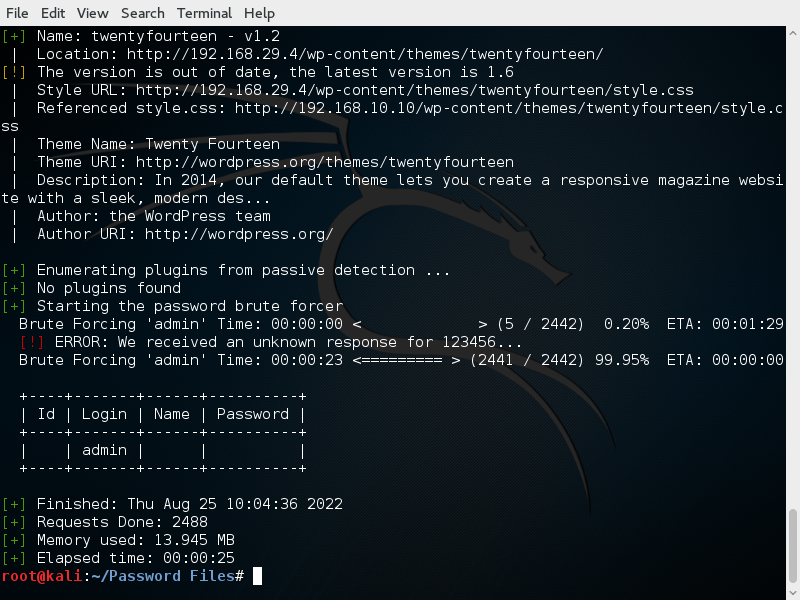 File Edit View Search Terminal Help
[+] Name: twentyfourteen - v1.2
 |  Location: http://192.168.29.4/wp-content/themes/twentyfourteen/
[!] The version is out of date, the latest version is 1.6
 |  Style URL: http://192.168.29.4/wp-content/themes/twentyfourteen/style.css
 |  Referenced style.css: http://192.168.10.10/wp-content/themes/twentyfourteen/style.c
ss
 |  Theme Name: Twenty Fourteen
 |  Theme URI: http://wordpress.org/themes/twentyfourteen
 |  Description: In 2014, our default theme lets you create a responsive magazine websi
te with a sleek, modern des...
 |  Author: the WordPress team
 |  Author URI: http://wordpress.org/
[+] Enumerating plugins from passive detection ...
[+] No plugins found
[+] Starting the password brute forcer
  Brute Forcing 'admin' Time: 00:00:00 <             > (5 / 2442)  0.20%  ETA: 00:01:29
  [!] ERROR: We received an unknown response for 123456...
  Brute Forcing 'admin' Time: 00:00:23 <========= > (2441 / 2442) 99.95%  ETA: 00:00:00
  +----+-------+------+----------+
  | Id | Login | Name | Password |
  +----+-------+------+----------+
  |    | admin |      |          |
  +----+-------+------+----------+
[+] Finished: Thu Aug 25 10:04:36 2022
[+] Requests Done: 2488
[+] Memory used: 13.945 MB
[+] Elapsed time: 00:00:25
root@kali:~/Password Files#